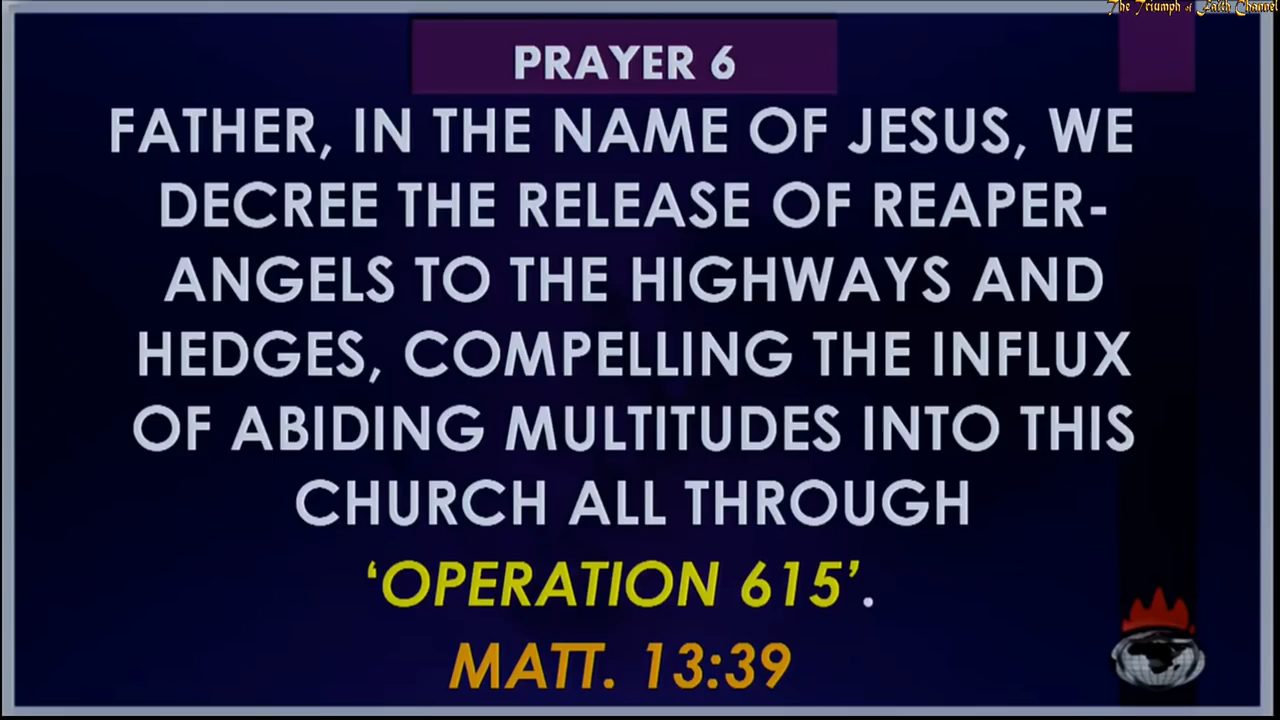 The Triumph of Faith Channel
PRAYER 6
FATHER, IN THE NAME OF JESUS, WE
DECREE THE RELEASE OF REAPER-
ANGELS TO THE HIGHWAYS AND
HEDGES, COMPELLING THE INFLUX
OF ABIDING MULTITUDES INTO THIS
CHURCH ALL THROUGH
‘OPERATION 615’.
MATT. 13:39